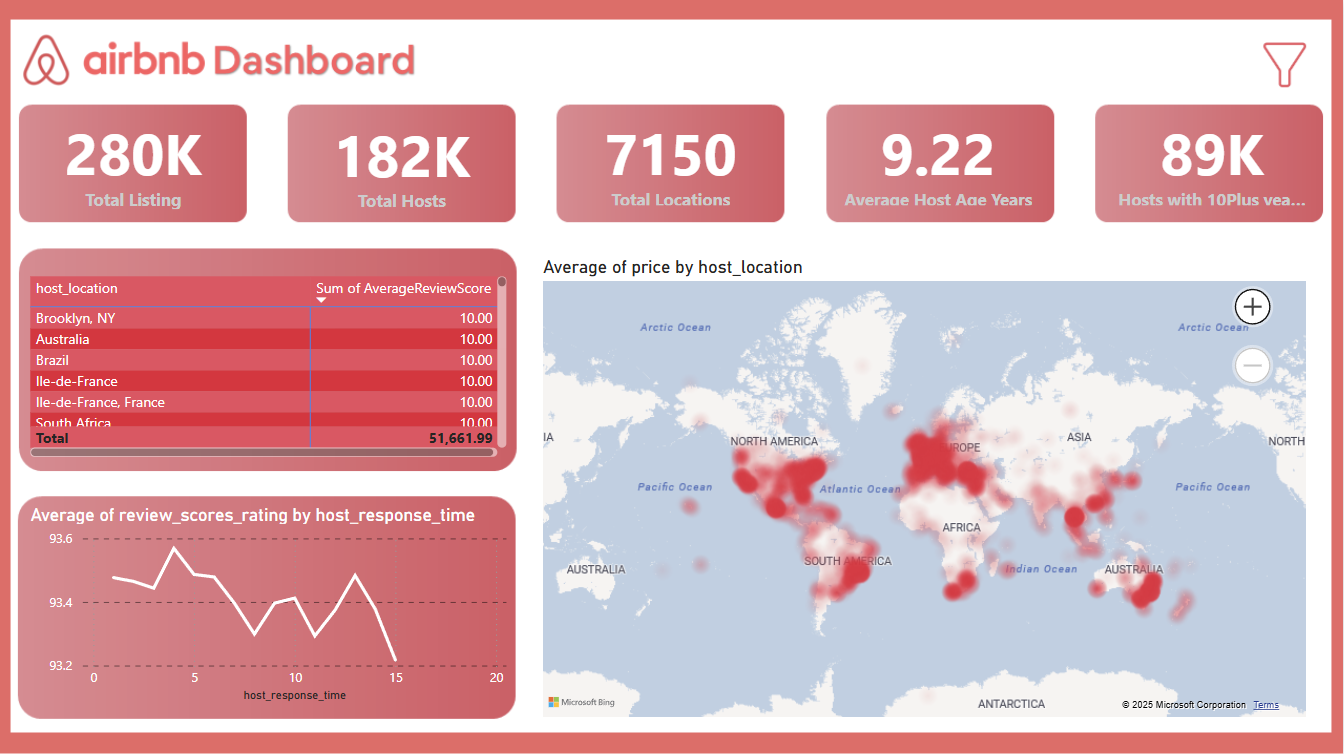 airbnb Dashboard
280K
Total Listing
182K
Total Hosts
7150
Total Locations
9.22
Average Host Age Years
89K
Hosts with 10Plus yea...
host_location
Sum of AverageReviewScore
Brooklyn, NY
10.00
Australia
10.00
Brazil
10.00
Ile-de-France
10.00
Ile-de-France, France
10.00
South Africa
10.00
Total
51,661.99
Average of review_scores_rating by host_response_time
93.6
93.4
93.2
0
5
10
15
20
host_response_time
Average of price by host_location
Arctic Ocean
Arctic Ocean
IA
NORTH AMERICA
ROPE
ASIA
NORTH
Pacific Ocean
Atlantic Ocean
Pacific Ocean
AFRICA
AUSTRALIA
SOUTH AMERICA
Indian Ocean
AUSTRALIA
ANTARCTICA
Microsoft Bing
© 2025 Microsoft Corporation Terms